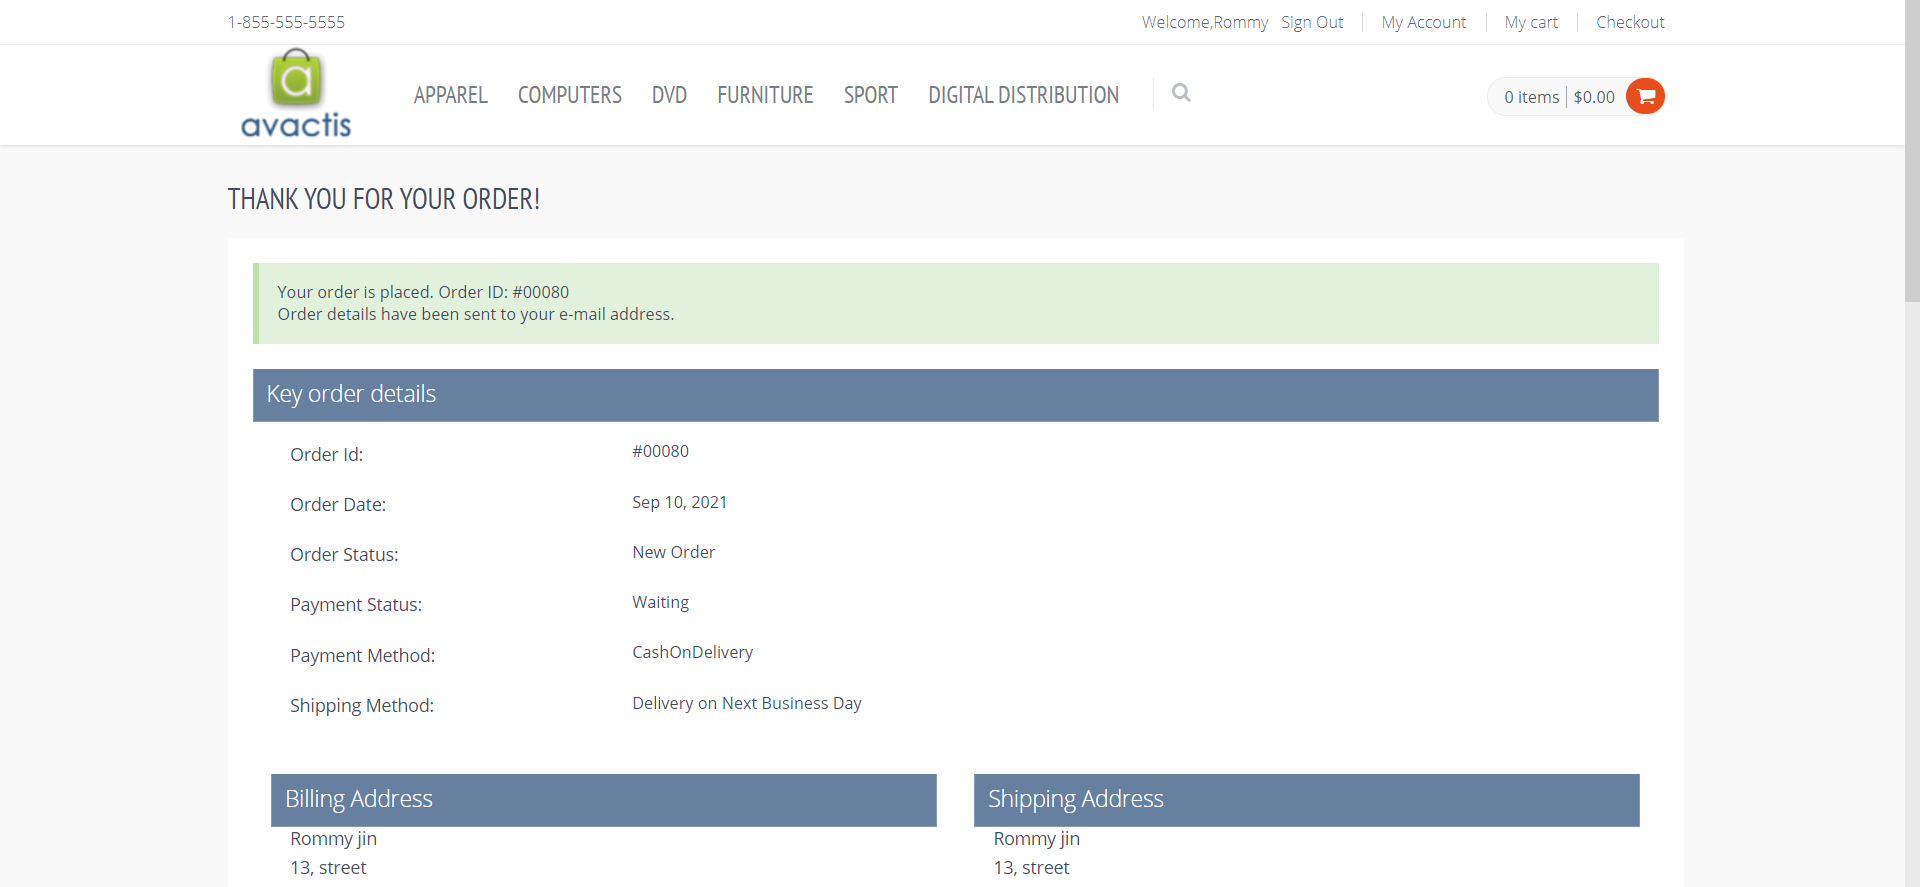 1-855-555-5555
Welcome,Rommy Sign Out My Account My cart Checkout
a
avactis
APPAREL COMPUTERS DVD FURNITURE SPORT DIGITAL DISTRIBUTION
0 items $0.00
THANK YOU FOR YOUR ORDER!
Your order is placed. Order ID: #00080
Order details have been sent to your e-mail address.
Key order details
Order Id: #00080
Order Date: Sep 10, 2021
Order Status: New Order
Payment Status: Waiting
Payment Method: CashOnDelivery
Shipping Method: Delivery on Next Business Day
Billing Address
Rommy jin
13, street
Shipping Address
Rommy jin
13, street